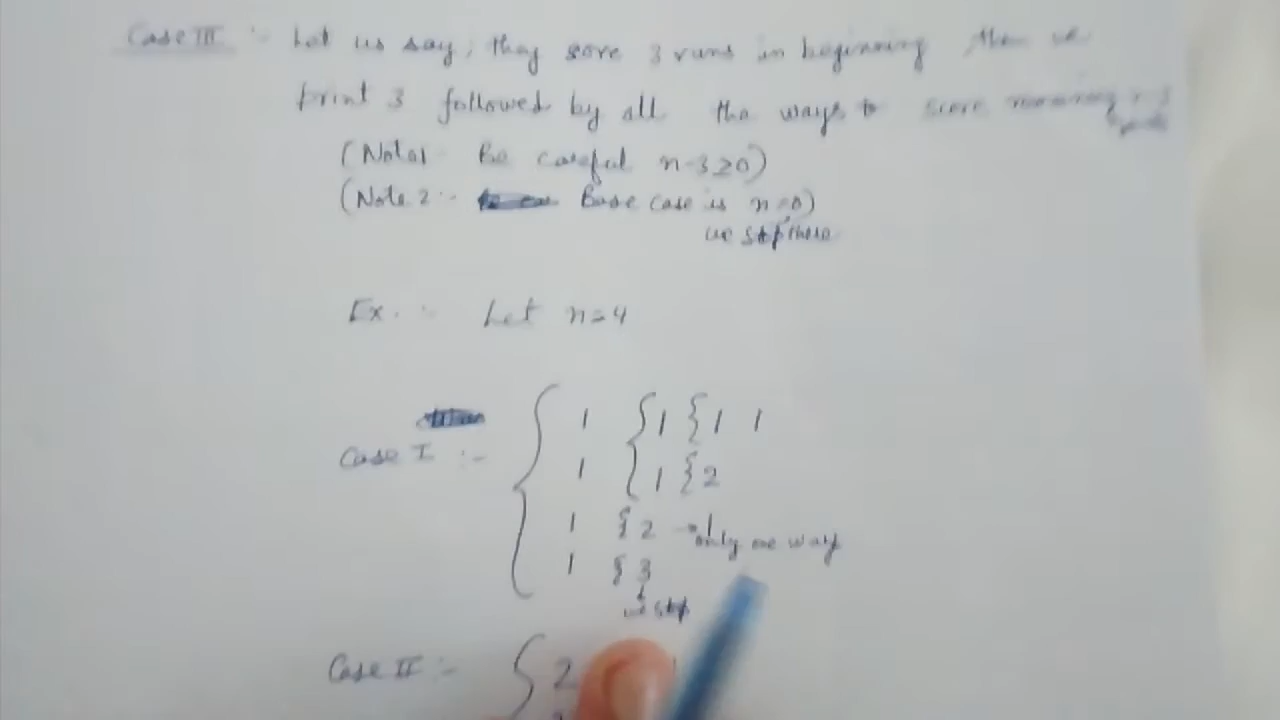 Case III :- Let us say, they score 3 runs in beginning then we
print 3 followed by all the ways to score remaining n-3
(Note1 Be careful n-3≥0)
(Note 2:- Base case is n=0)
we stop there
Ex. :- Let n=4
Case I :-
1 { 1 { 1 1
1 { 1 { 2
1 { 2 → only one way
1 { 3
we stop
Case II :- { 2